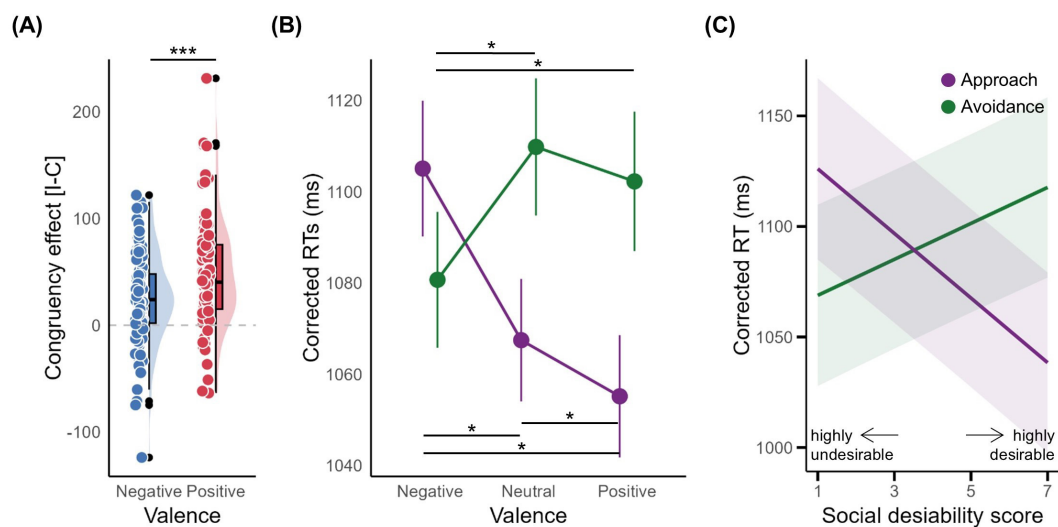 (A)
***
Congruency effect [I-C]
200
100
0
-100
Negative Positive
Valence
(B)
*
*
Corrected RTs (ms)
1120
1100
1080
1060
1040
*
*
*
Negative Neutral Positive
Valence
(C)
Approach
Avoidance
Corrected RT (ms)
1150
1100
1050
1000
highly
undesirable
highly
desirable
1 3 5 7
Social desiability score